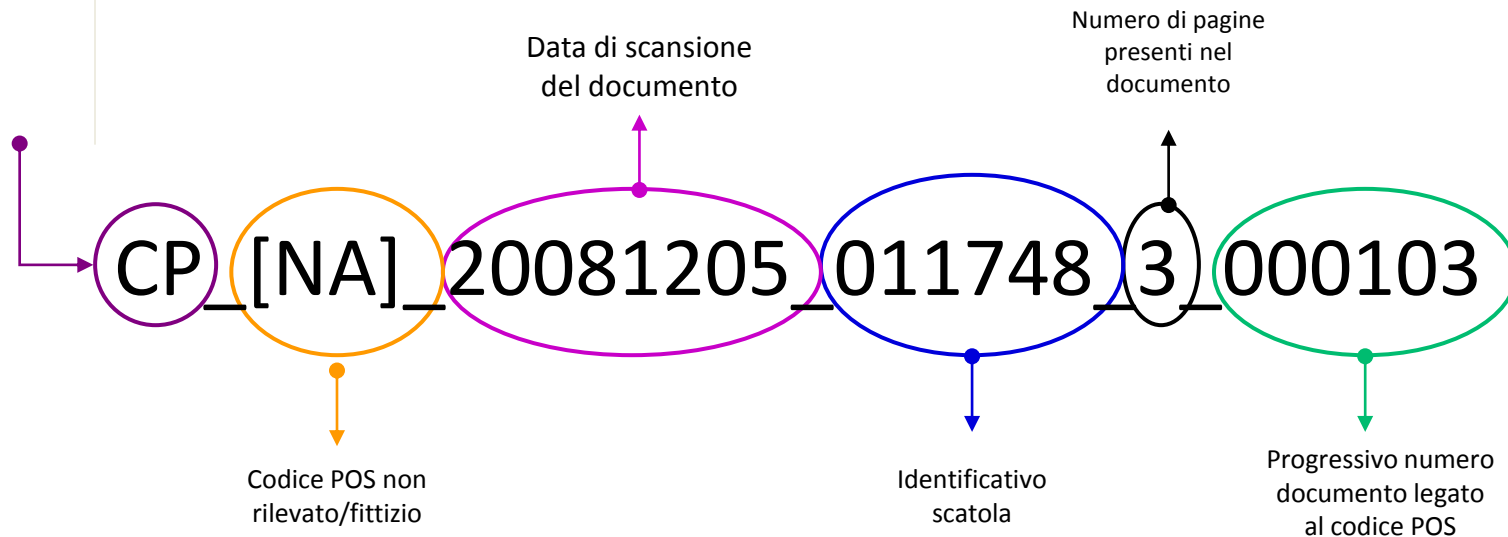 Numero di pagine
presenti nel
documento
Data di scansione
del documento
CP_[NA]_20081205_011748_3_000103
Codice POS non
rilevato/fittizio
Identificativo
scatola
Progressivo numero
documento legato
al codice POS